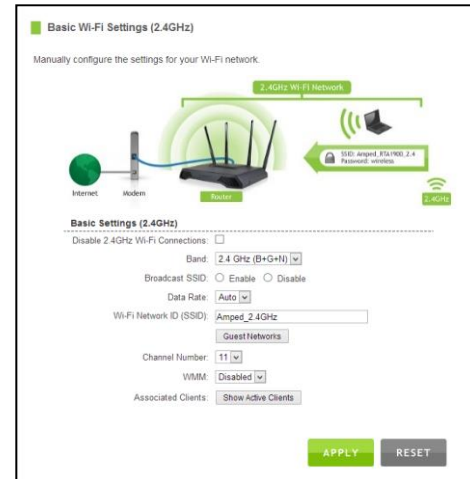 Basic Wi-Fi Settings (2.4GHz)
Manually configure the settings for your Wi-Fi network.
2.4GHz Wi-Fi Network
SSID: Amped_RTA1900_2.4
Password: wireless
Internet
Modem
Router
2.4GHz
Basic Settings (2.4GHz)
Disable 2.4GHz Wi-Fi Connections:
Band: 2.4 GHz (B+G+N)
Broadcast SSID: Enable Disable
Data Rate: Auto
Wi-Fi Network ID (SSID): Amped_2.4GHz
Guest Networks
Channel Number: 11
WMM: Disabled
Associated Clients: Show Active Clients
APPLY RESET